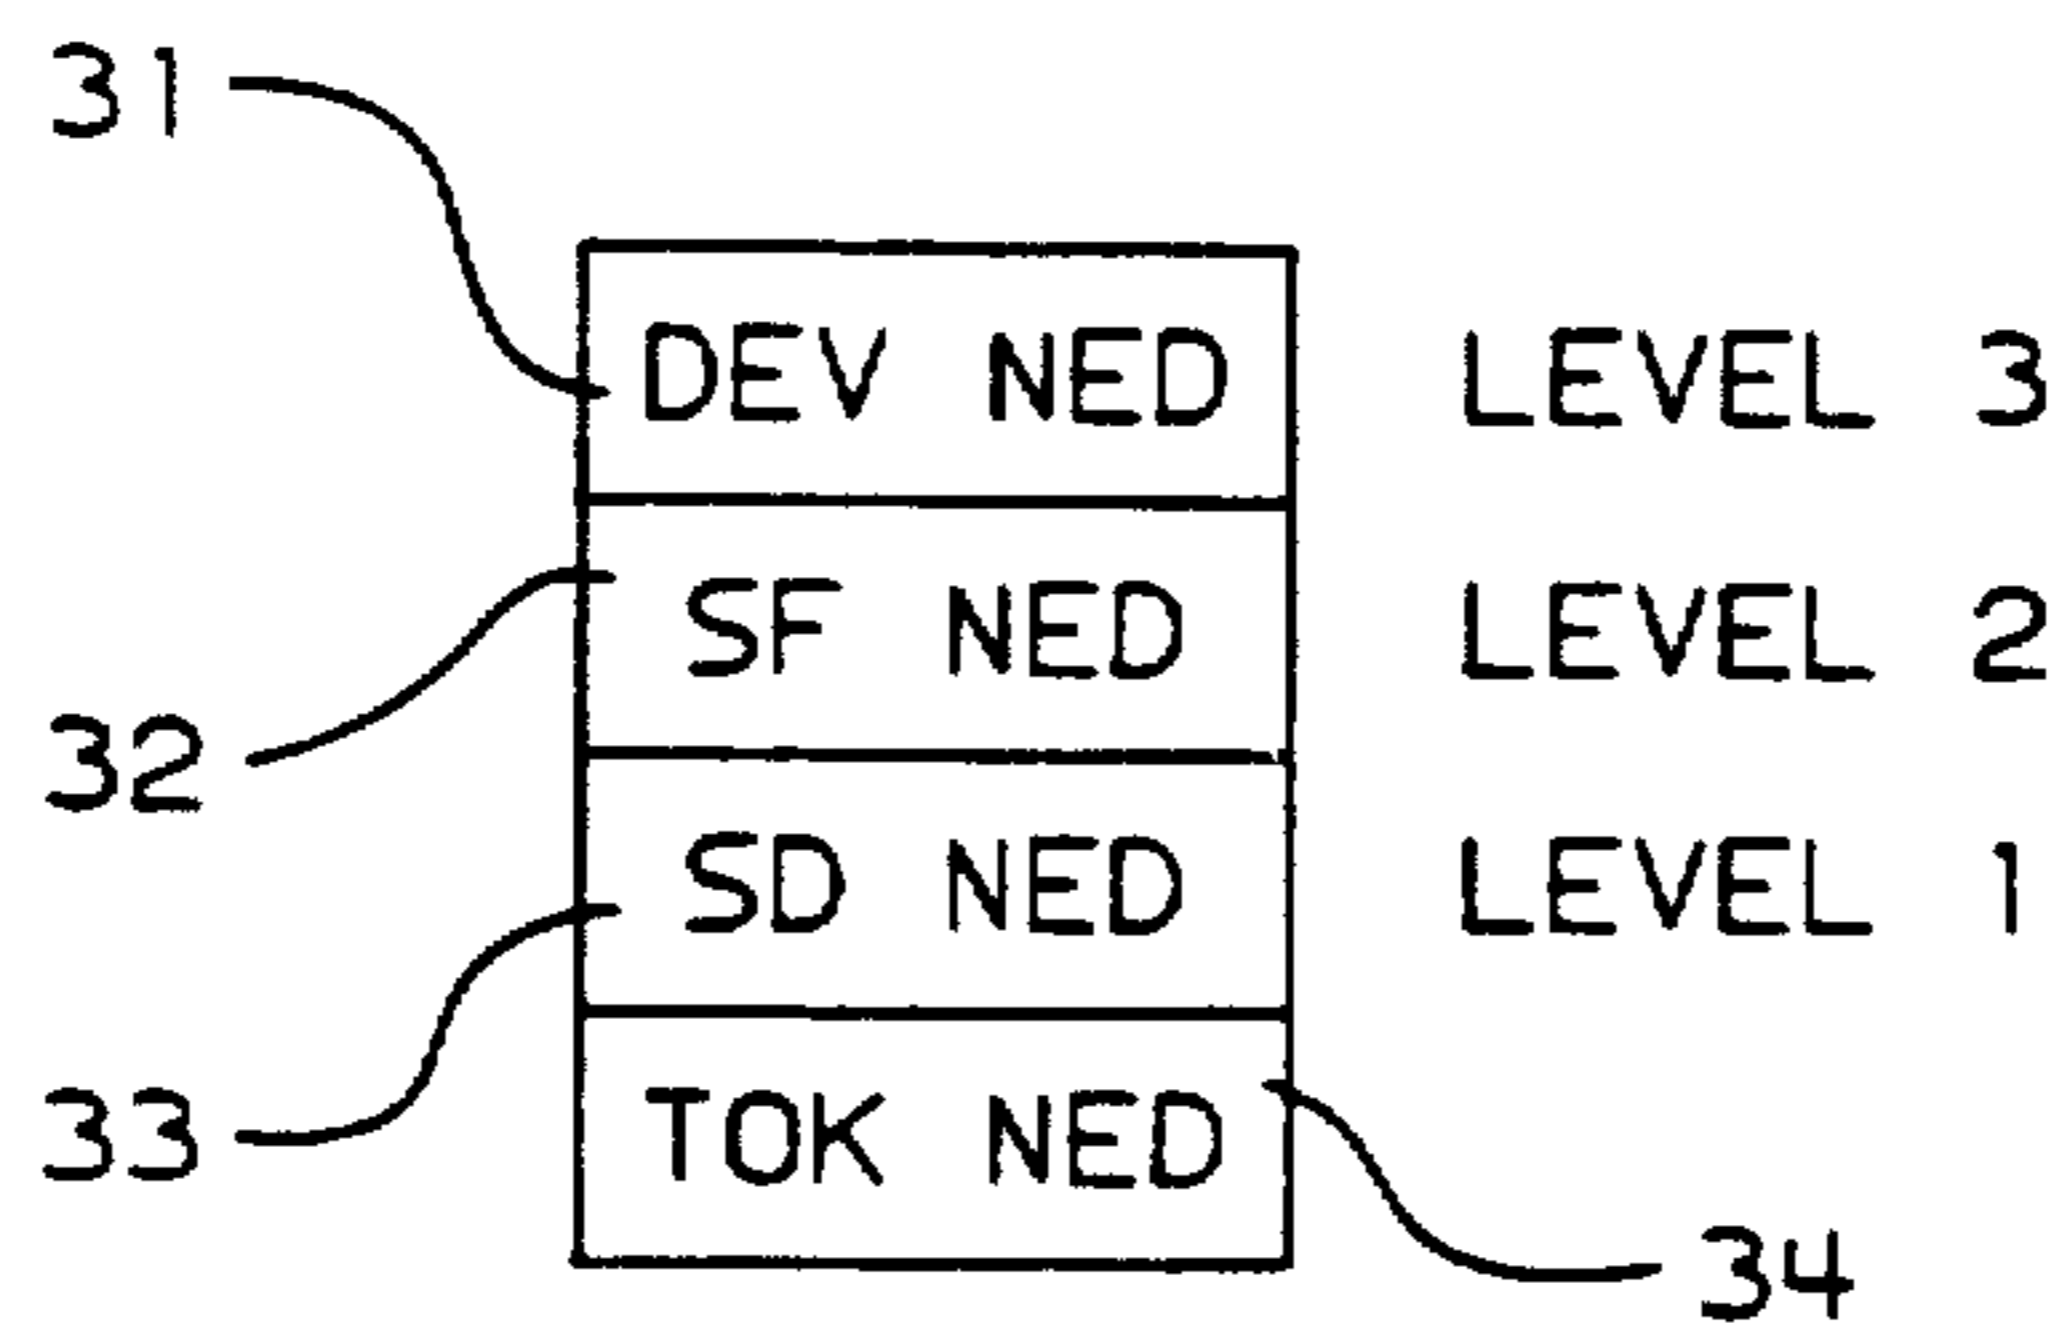 31
DEV NED LEVEL 3
SF NED LEVEL 2
32
SD NED LEVEL 1
33
TOK NED
34